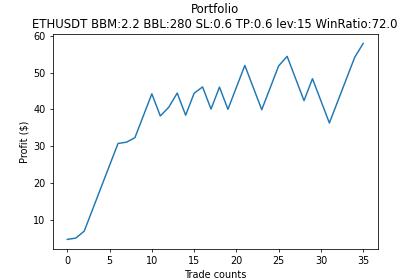 Portfolio
ETHUSDT BBM:2.2 BBL:280 SL:0.6 TP:0.6 lev:15 WinRatio:72.0
60
50
40
30
20
10
Profit ($)
0 5 10 15 20 25 30 35
Trade counts